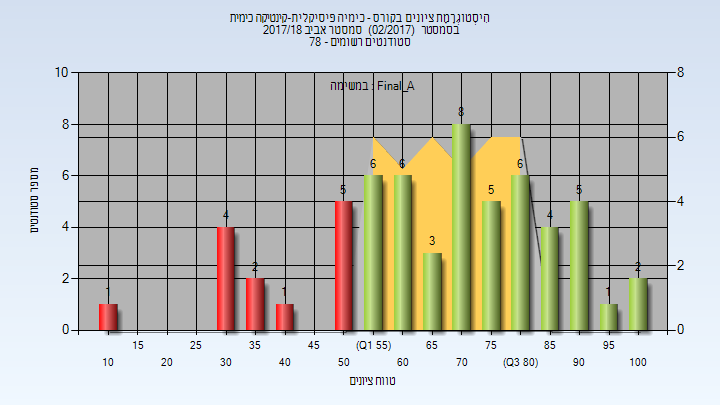 הִיסְטוֹגְרָמַת ציונים בקורס - כימיה פיסיקלית-קינטיקה כימית
בסמסטר (02/2017) סמסטר אביב 2017/18
סטודנטים רשומים - 78
במשימה : Final_A
10 8 6 4 2 0
8 6 4 2 0
מספר סטודנטים
1 4 2 1 5 6 6 3 8 5 6 4 5 1 2
15 25 35 45 (Q1 55) 65 75 85 95
10 20 30 40 50 60 70 (Q3 80) 90 100
טווח ציונים